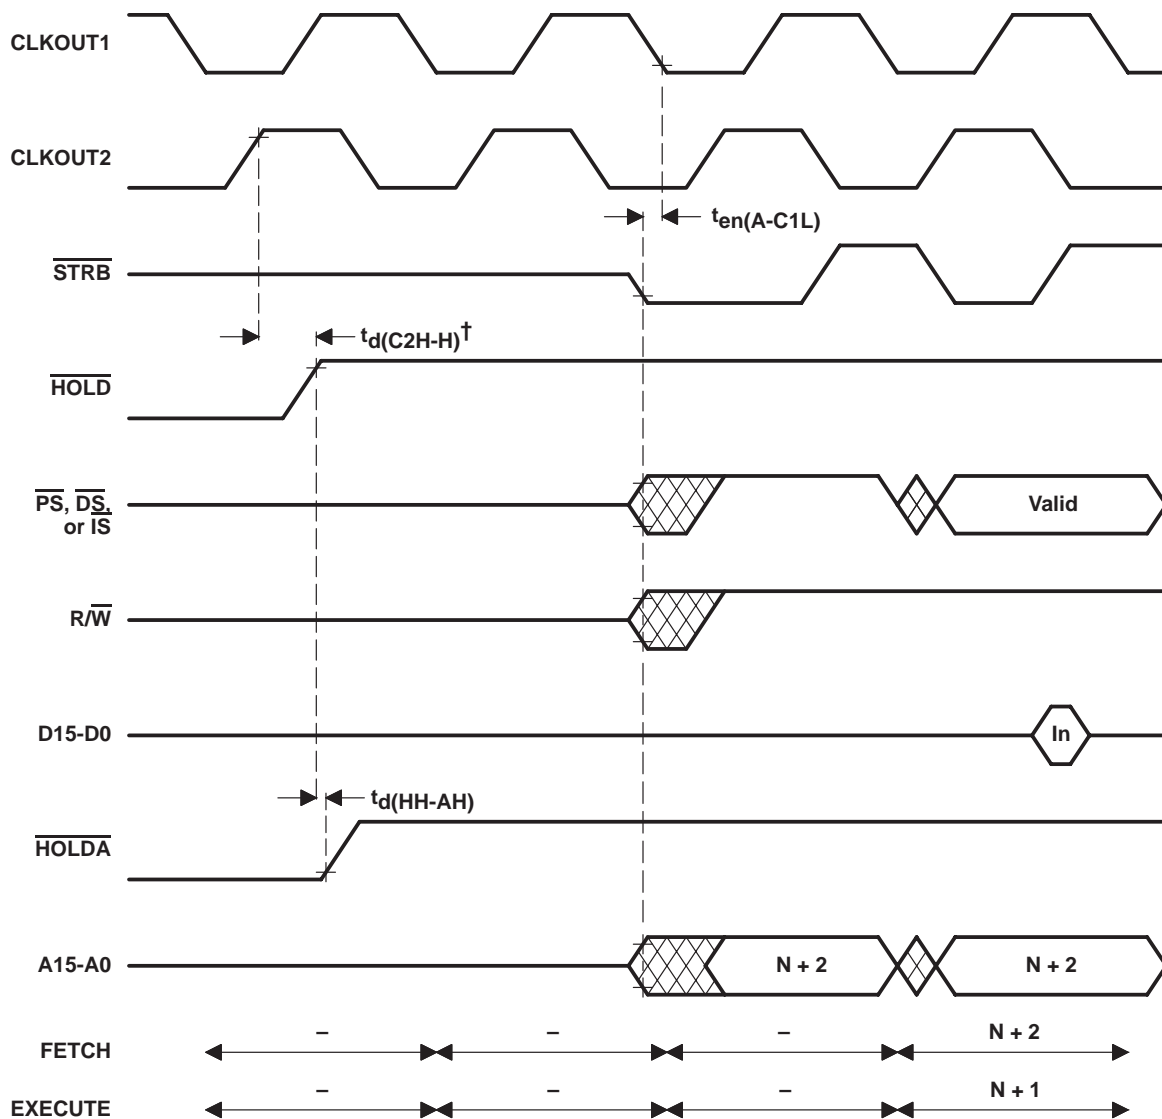 CLKOUT1
CLKOUT2
ten(A-C1L)
STRB
td(C2H-H)†
HOLD
PS, DS,
or IS
Valid
R/W
D15-D0
In
td(HH-AH)
HOLDA
A15-A0
N + 2
N + 2
– – – N + 2
FETCH
– – – N + 1
EXECUTE